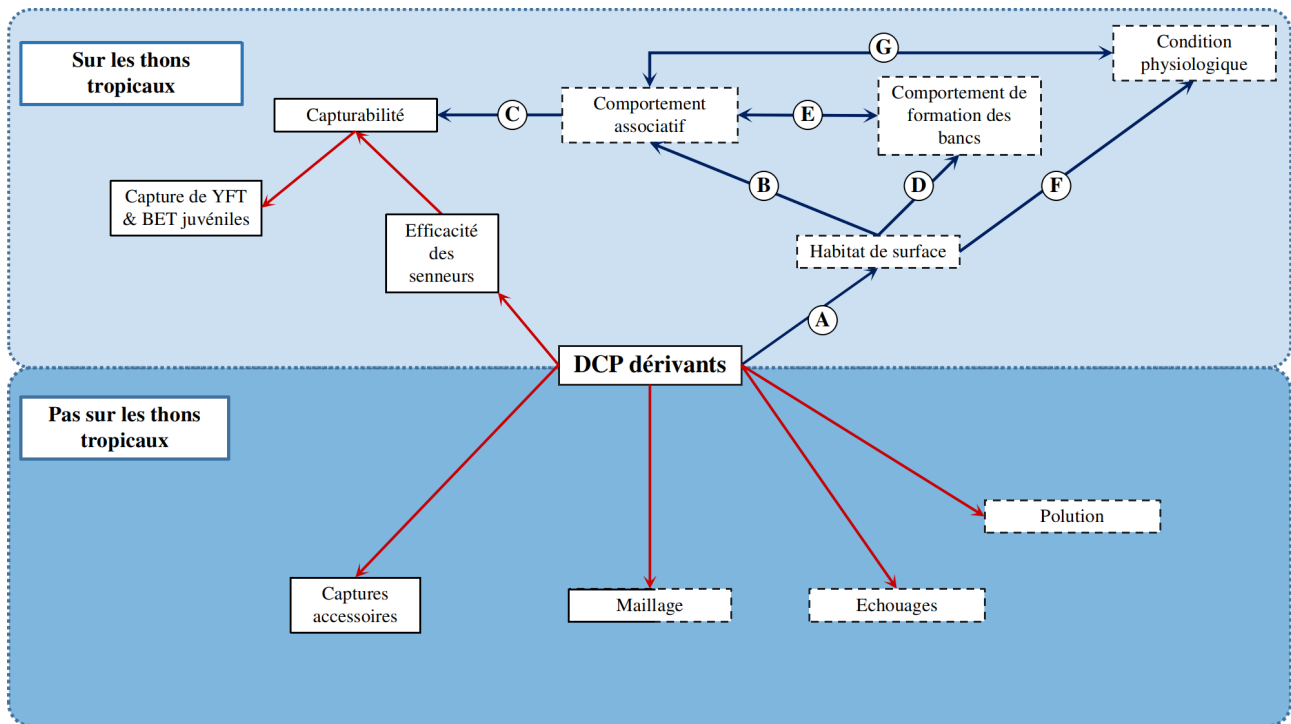 Sur les thons
tropicaux
G
Condition
physiologique
Capturabilité
C
Comportement
associatif
E
Comportement de
formation des
bancs
Capture de YFT
& BET juvéniles
B
D
F
Efficacité
des
senneurs
Habitat de surface
A
DCP dérivants
Pas sur les thons
tropicaux
Polution
Captures
accessoires
Maillage
Echouages